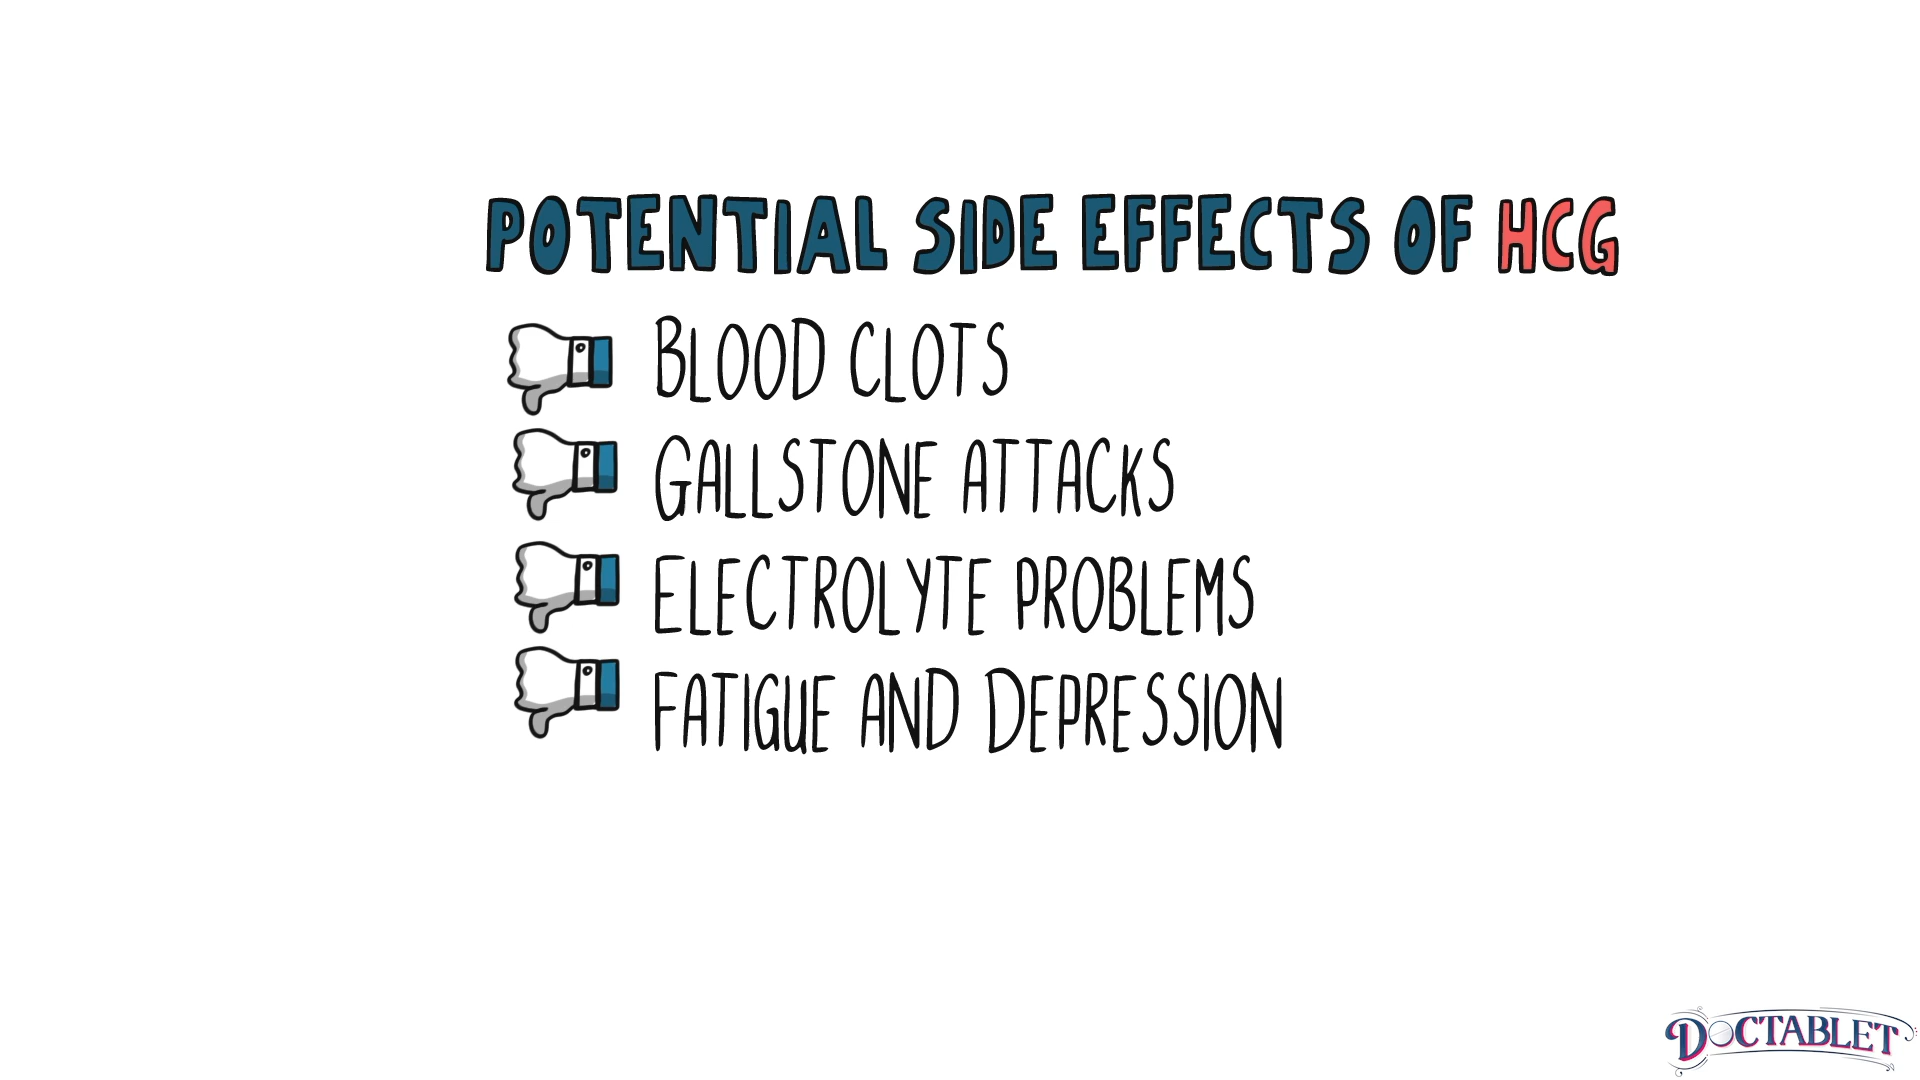 POTENTIAL SIDE EFFECTS OF HCG
BLOOD CLOTS
GALLSTONE ATTACKS
ELECTROLYTE PROBLEMS
FATIGUE AND DEPRESSION
DOCTABLET